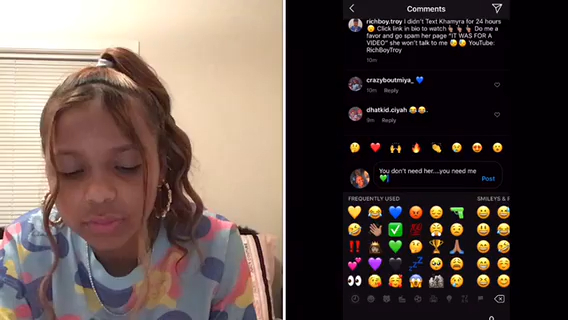 Comments
richboy.troy I didn't Text Khamyra for 24 hours
😮 Click link in bio to watch 👆🏽👆🏽👆🏽 Do me a
favor and go spam her page "IT WAS FOR A
VIDEO" she won't talk to me 😅😅 YouTube:
RichBoyTroy
10m
crazyboutmiya_ 💙
10m Reply
dhatkid.ciyah 😂😂.
9m Reply
You don't need her....you need me
💚
Post
FREQUENTLY USED
SMILEYS &